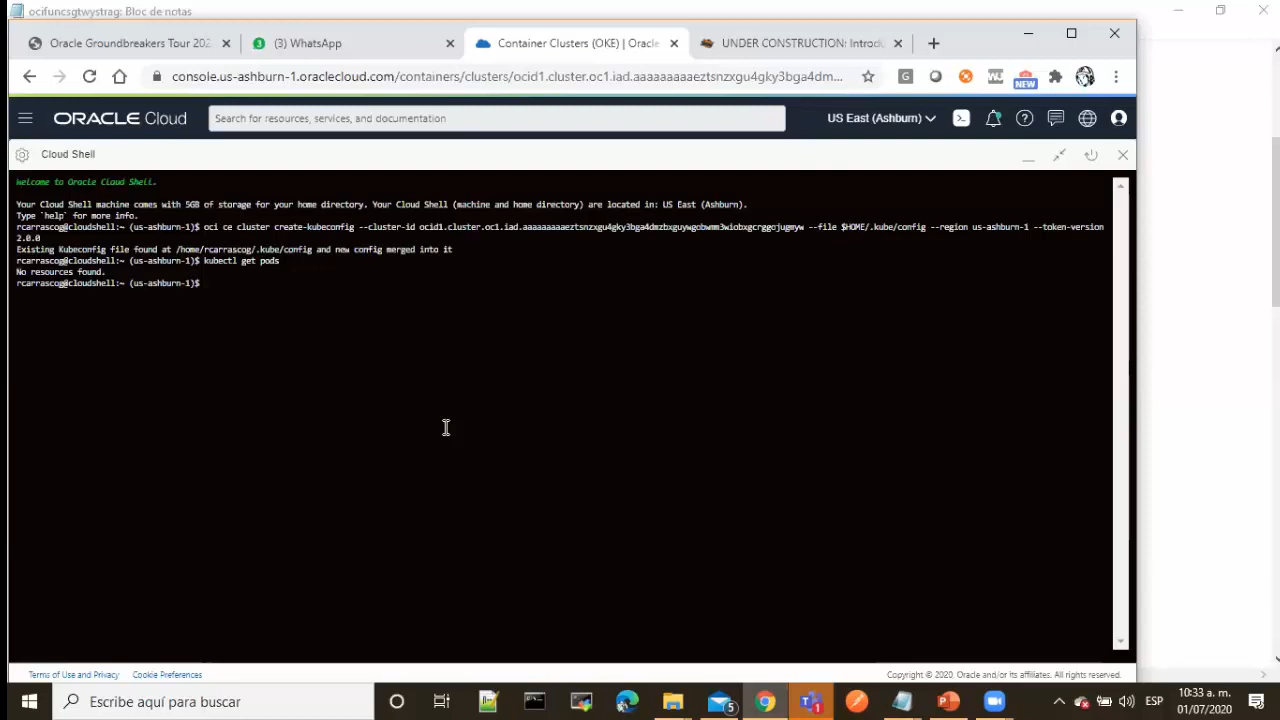 ocifuncsgtwystrag: Bloc de notas
Oracle Groundbreakers Tour 202
(3) WhatsApp
Container Clusters (OKE) | Oracle
UNDER CONSTRUCTION: Introdu
console.us-ashburn-1.oraclecloud.com/containers/clusters/ocid1.cluster.oc1.iad.aaaaaaaaaeztsnzxgu4gky3bga4dm...
NEW
ORACLE Cloud
Search for resources, services, and documentation
US East (Ashburn)
Cloud Shell
Welcome to Oracle Cloud Shell.
Your Cloud Shell machine comes with 5GB of storage for your home directory. Your Cloud Shell (machine and home directory) are located in: US East (Ashburn).
Type `help` for more info.
rcarrascog@cloudshell:~ (us-ashburn-1)$ oci ce cluster create-kubeconfig --cluster-id ocid1.cluster.oc1.iad.aaaaaaaaaeztsnzxgu4gky3bga4dmzbxguywgobwmm3wiobxgcrggojugmyw --file $HOME/.kube/config --region us-ashburn-1 --token-version
2.0.0
Existing Kubeconfig file found at /home/rcarrascog/.kube/config and new config merged into it
rcarrascog@cloudshell:~ (us-ashburn-1)$ kubectl get pods
No resources found.
rcarrascog@cloudshell:~ (us-ashburn-1)$
Terms of Use and Privacy
Cookie Preferences
Copyright © 2020, Oracle and/or its affiliates. All rights reserved.
Escribe aquí para buscar
5
1
ESP
10:33 a. m.
01/07/2020